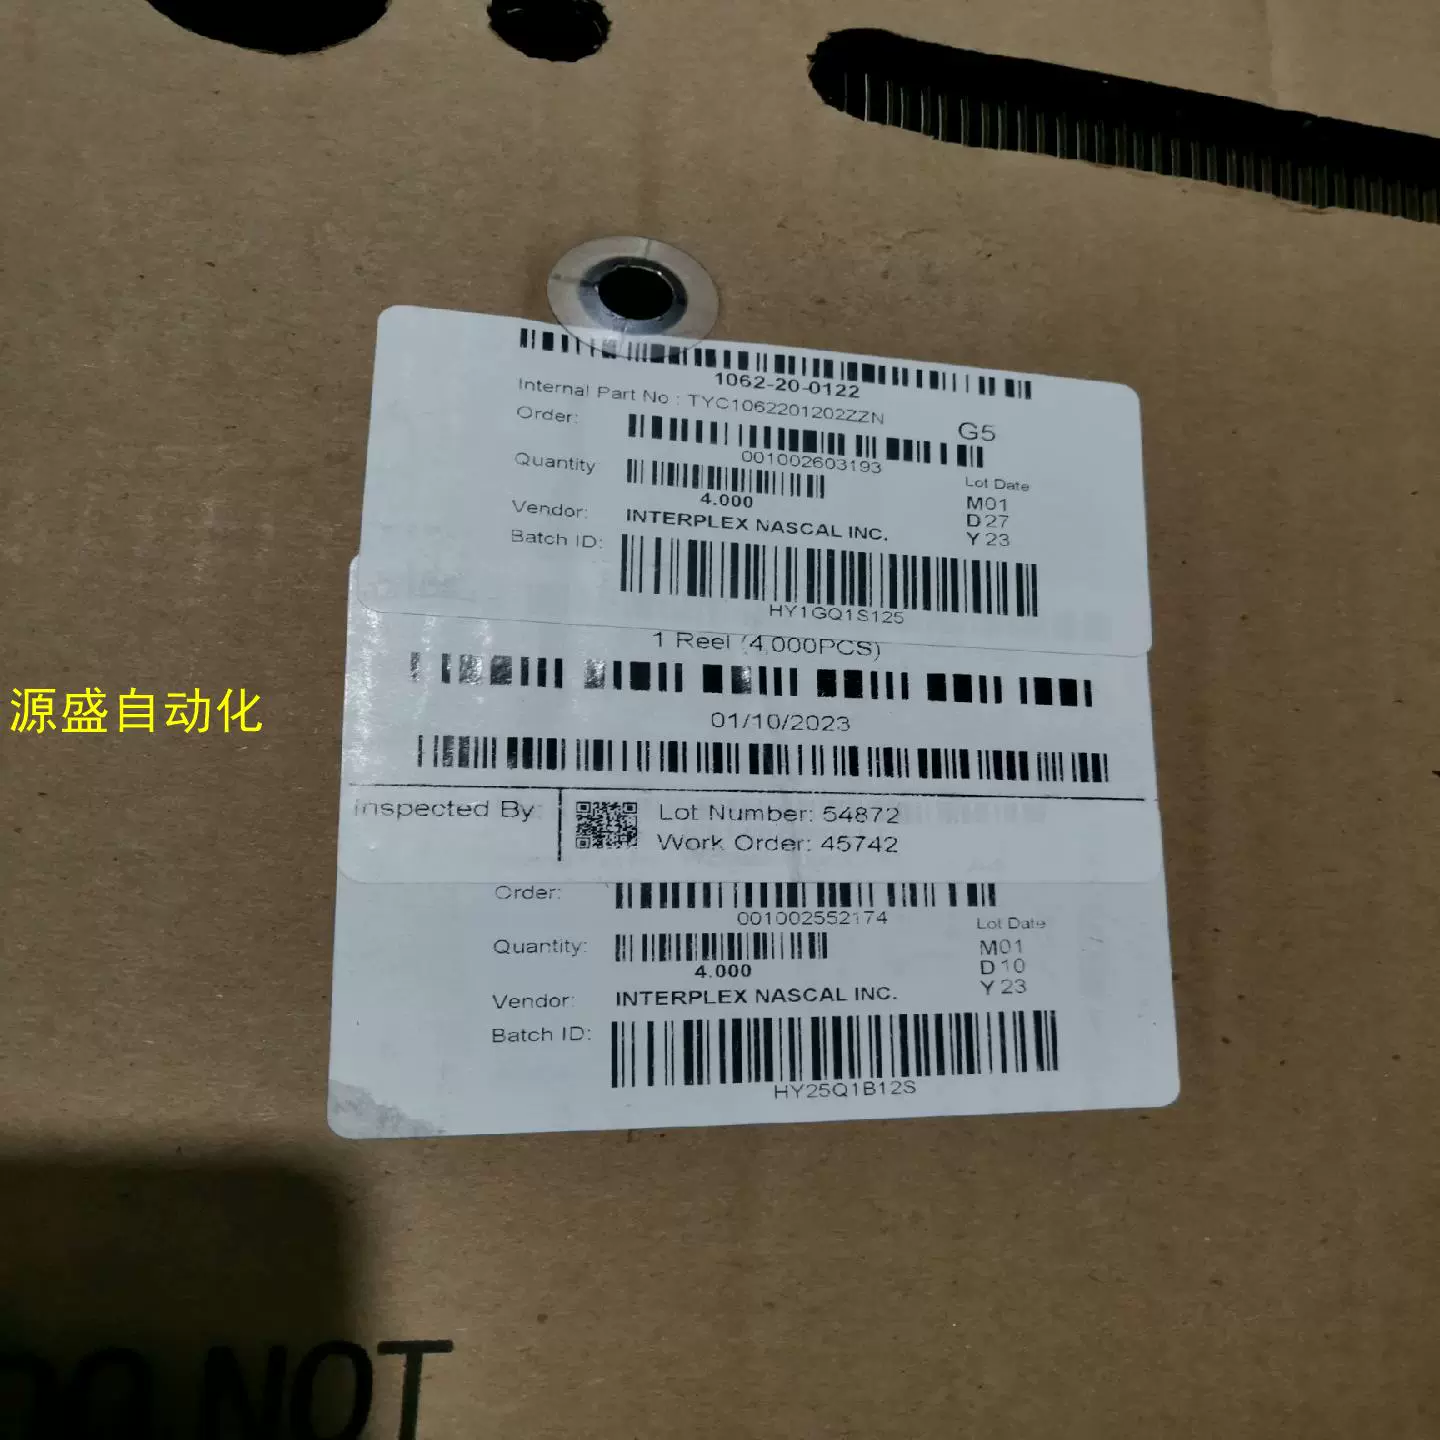 1062-20-0122
Internal Part No : TYC1062201202ZZN
Order:
G5
001002603193
Quantity
4.000
Lot Date
M01
D 27
Y 23
Vendor: INTERPLEX NASCAL INC.
Batch ID:
HY1GQ1S125
1 Reel (4,000PCS)
01/10/2023
Inspected By
Lot Number: 54872
Work Order: 45742
Order:
001002552174
Lot Date
Quantity:
4.000
M01
D 10
Y 23
Vendor: INTERPLEX NASCAL INC.
Batch ID:
HY25Q1B12S
源盛自动化
DO NOT